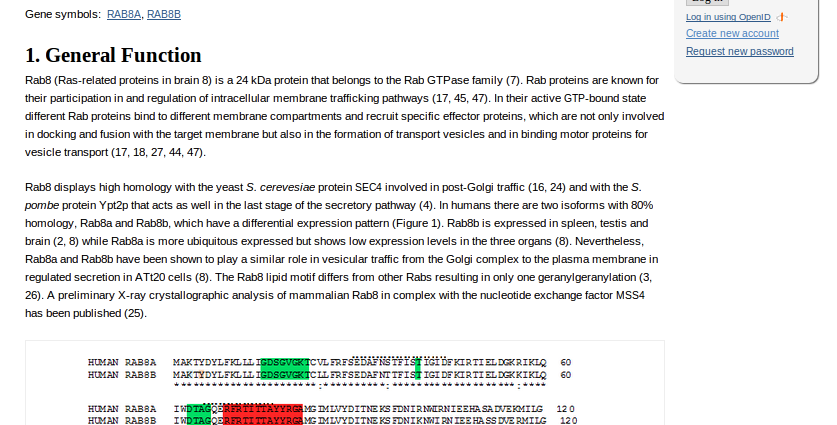 Gene symbols: RAB8A, RAB8B
Log in using OpenID
Create new account
Request new password
1. General Function
Rab8 (Ras-related proteins in brain 8) is a 24 kDa protein that belongs to the Rab GTPase family (7). Rab proteins are known for
their participation in and regulation of intracellular membrane trafficking pathways (17, 45, 47). In their active GTP-bound state
different Rab proteins bind to different membrane compartments and recruit specific effector proteins, which are not only involved
in docking and fusion with the target membrane but also in the formation of transport vesicles and in binding motor proteins for
vesicle transport (17, 18, 27, 44, 47).
Rab8 displays high homology with the yeast S. cerevesiae protein SEC4 involved in post-Golgi traffic (16, 24) and with the S.
pombe protein Ypt2p that acts as well in the last stage of the secretory pathway (4). In humans there are two isoforms with 80%
homology, Rab8a and Rab8b, which have a differential expression pattern (Figure 1). Rab8b is expressed in spleen, testis and
brain (2, 8) while Rab8a is more ubiquitous expressed but shows low expression levels in the three organs (8). Nevertheless,
Rab8a and Rab8b have been shown to play a similar role in vesicular traffic from the Golgi complex to the plasma membrane in
regulated secretion in ATt20 cells (8). The Rab8 lipid motif differs from other Rabs resulting in only one geranylgeranylation (3,
26). A preliminary X-ray crystallographic analysis of mammalian Rab8 in complex with the nucleotide exchange factor MSS4
has been published (25).
HUMAN RAB8A MAKTYDYLFKLLLIGDSGVGKTCVLFRFSEDAFNSTFISTIGIDFKIRTIELDGKRIKLQ 60
HUMAN RAB8B MAKTYDYLFKLLLIGDSGVGKTCLLFRFSEDAFNTTFISTIGIDFKIRTIELDGKKIKLQ 60
***********************:**********:********************:****
HUMAN RAB8A IWDTAGQERFRTITTAYYRGAMGIMLVYDITNEKSFDNIRNWIRNIEEHASADVEKMILG 120
HUMAN RAB8B IWDTAGQERFRTITTAYYRGAMGIMLVYDITNEKSFDNIKNWIRNIEEHASSDVERMILG 120